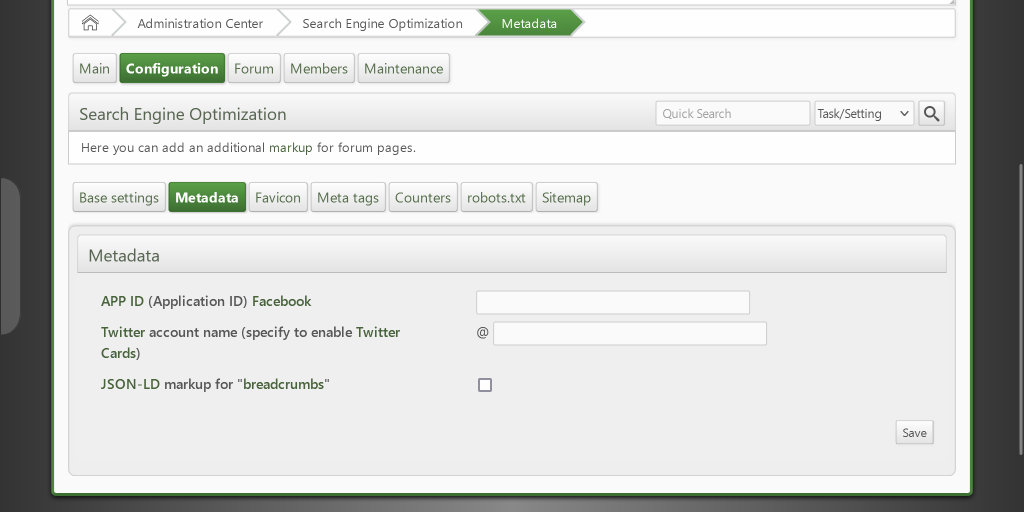 Administration Center
Search Engine Optimization
Metadata
Main
Configuration
Forum
Members
Maintenance
Search Engine Optimization
Quick Search
Task/Setting
Here you can add an additional markup for forum pages.
Base settings
Metadata
Favicon
Meta tags
Counters
robots.txt
Sitemap
Metadata
APP ID (Application ID) Facebook
Twitter account name (specify to enable Twitter
Cards)
@
JSON-LD markup for "breadcrumbs"
Save